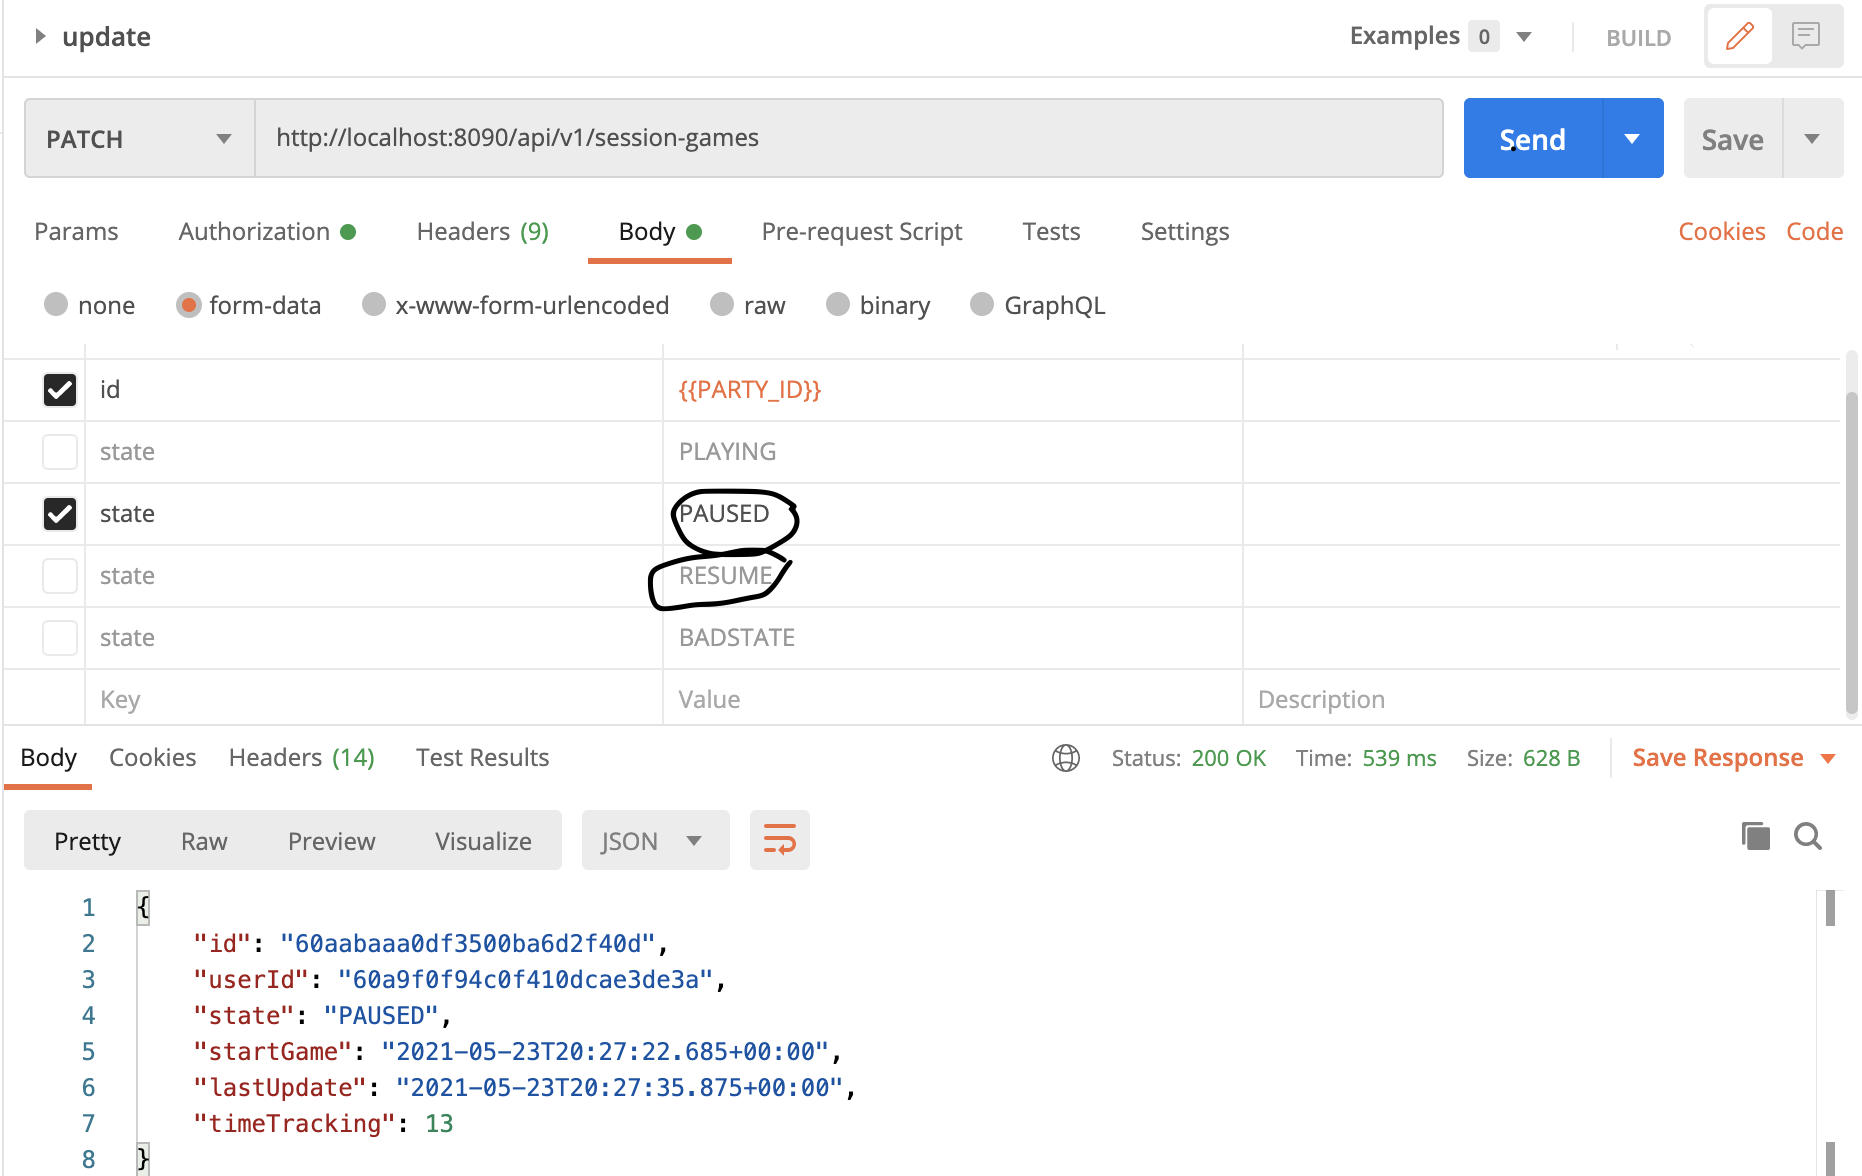 update Examples 0 BUILD
PATCH http://localhost:8090/api/v1/session-games Send Save
Params Authorization Headers (9) Body Pre-request Script Tests Settings Cookies Code
none form-data x-www-form-urlencoded raw binary GraphQL
id {{PARTY_ID}}
state PLAYING
state PAUSED
state RESUME
state BADSTATE
Key Value Description
Body Cookies Headers (14) Test Results Status: 200 OK Time: 539 ms Size: 628 B Save Response
Pretty Raw Preview Visualize JSON
1 {
2 "id": "60aabaaa0df3500ba6d2f40d",
3 "userId": "60a9f0f94c0f410dcae3de3a",
4 "state": "PAUSED",
5 "startGame": "2021-05-23T20:27:22.685+00:00",
6 "lastUpdate": "2021-05-23T20:27:35.875+00:00",
7 "timeTracking": 13
8 }